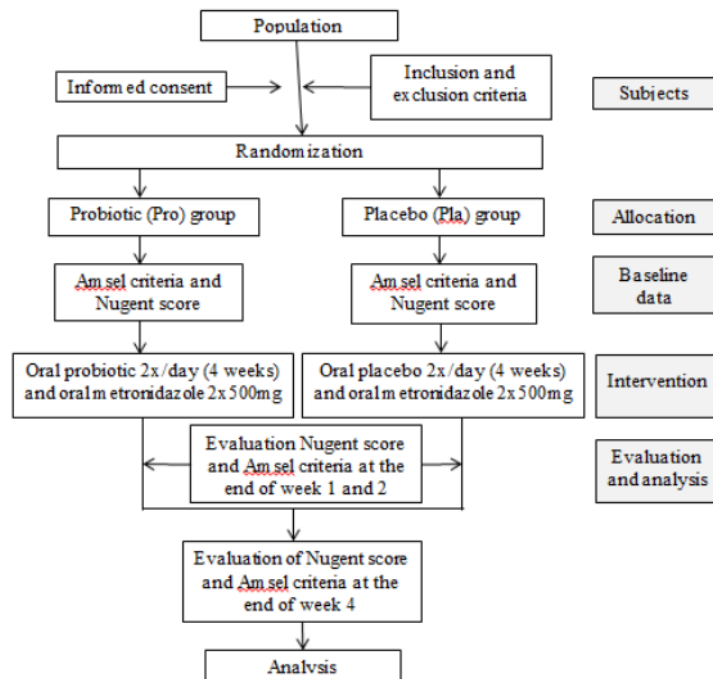 Population
Informed consent
Inclusion and
exclusion criteria
Subjects
Randomization
Probiotic (Pro) group
Placebo (Pla) group
Allocation
Amsel criteria and
Nugent score
Amsel criteria and
Nugent score
Baseline
data
Oral probiotic 2x/day (4 weeks)
and oral metronidazole 2x500mg
Oral placebo 2x/day (4 weeks)
and oral metronidazole 2x500mg
Intervention
Evaluation Nugent score
and Amsel criteria at the
end of week 1 and 2
Evaluation
and analysis
Evaluation of Nugent score
and Amsel criteria at the
end of week 4
Analysis